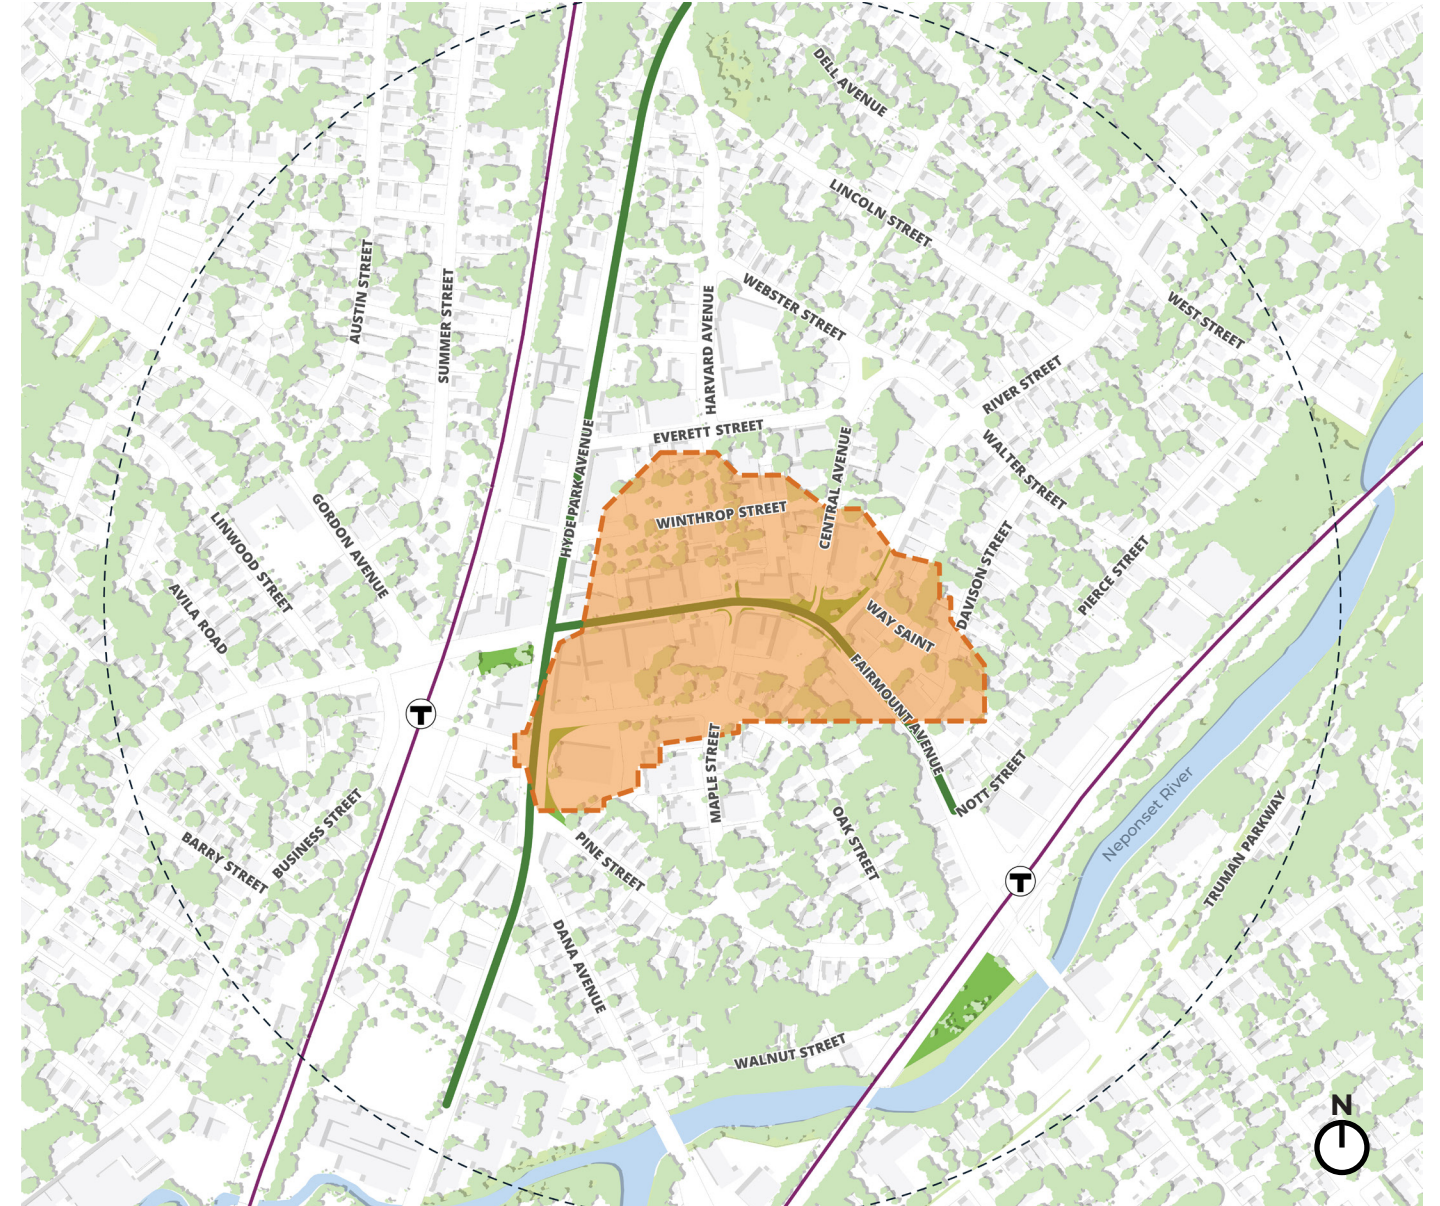 DELL AVENUE
LINCOLN STREET
AUSTIN STREET
SUMMER STREET
WEBSTER STREET
HARVARD AVENUE
WEST STREET
RIVER STREET
EVERETT STREET
HYDE PARK AVENUE
CENTRAL AVENUE
WALTER STREET
WINTHROP STREET
GORDON AVENUE
LINWOOD STREET
DAVISON STREET
PIERCE STREET
AVILA ROAD
WAY SAINT
FAIRMOUNT AVENUE
T
MAPLE STREET
NOTT STREET
Neponset River
BUSINESS STREET
BARRY STREET
OAK STREET
PINE STREET
TRUMAN PARKWAY
T
DANA AVENUE
WALNUT STREET
N